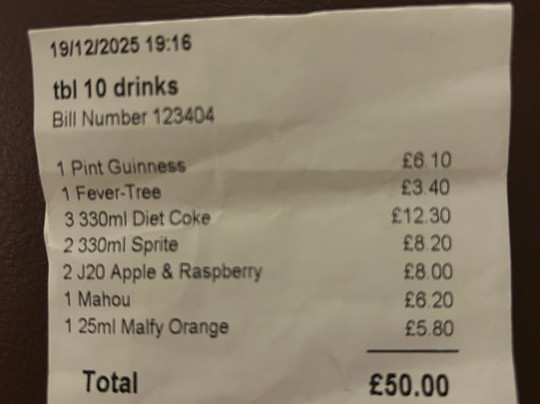 19/12/2025 19:16
tbl 10 drinks
Bill Number 123404
1 Pint Guinness £6.10
1 Fever-Tree £3.40
3 330ml Diet Coke £12.30
2 330ml Sprite £8.20
2 J20 Apple & Raspberry £8.00
1 Mahou £6.20
1 25ml Malfy Orange £5.80
Total £50.00